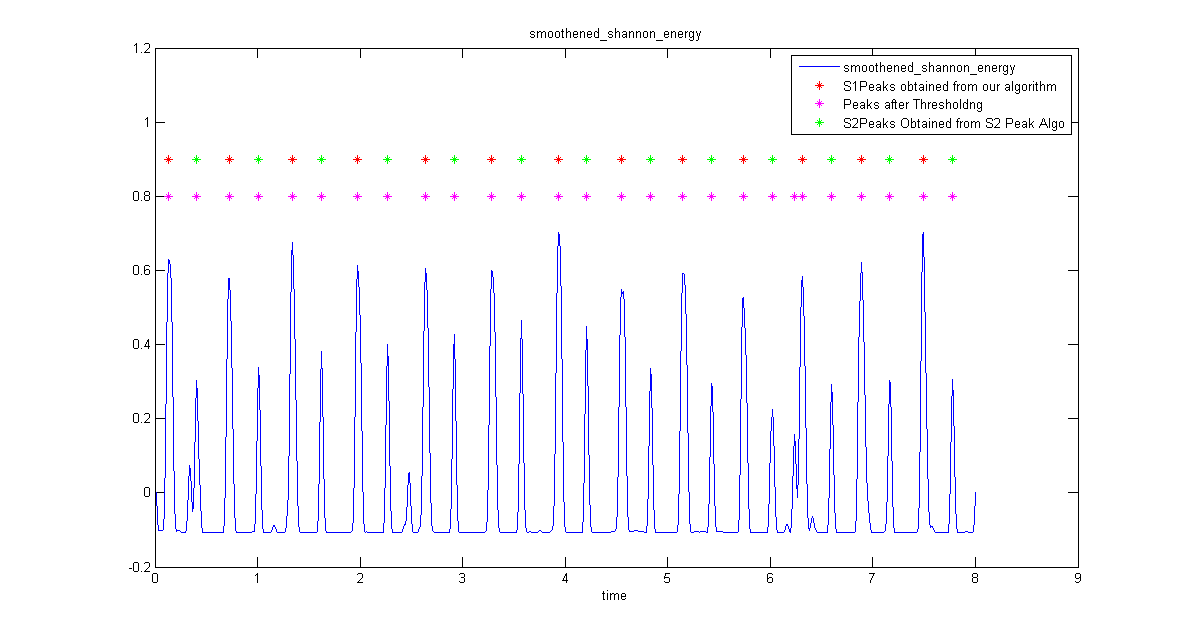 smoothened_shannon_energy
1.2
1
0.8
0.6
0.4
0.2
0
-0.2
smoothened_shannon_energy
S1Peaks obtained from our algorithm
Peaks after Thresholdng
S2Peaks Obtained from S2 Peak Algo
0 1 2 3 4 5 6 7 8 9
time